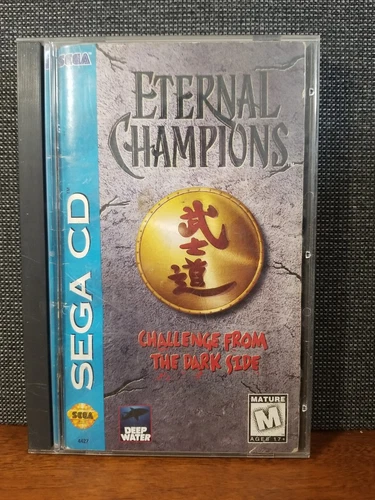 SEGA
ETERNAL
CHAMPIONS
武士道
CHALLENGE FROM
THE DARK SIDE
SEGA CD
SEGA
4407
DEEP
WATER
MATURE
M
AGES 17+